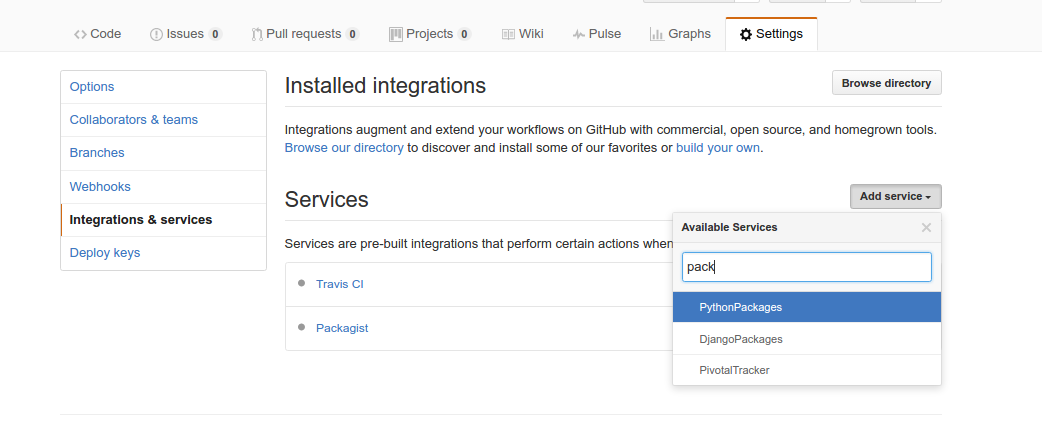 Code Issues 0 Pull requests 0 Projects 0 Wiki Pulse Graphs Settings
Options
Collaborators & teams
Branches
Webhooks
Integrations & services
Deploy keys
Installed integrations
Browse directory
Integrations augment and extend your workflows on GitHub with commercial, open source, and homegrown tools.
Browse our directory to discover and install some of our favorites or build your own.
Services
Add service
Services are pre-built integrations that perform certain actions when
Travis CI
Packagist
Available Services
pack
PythonPackages
DjangoPackages
PivotalTracker